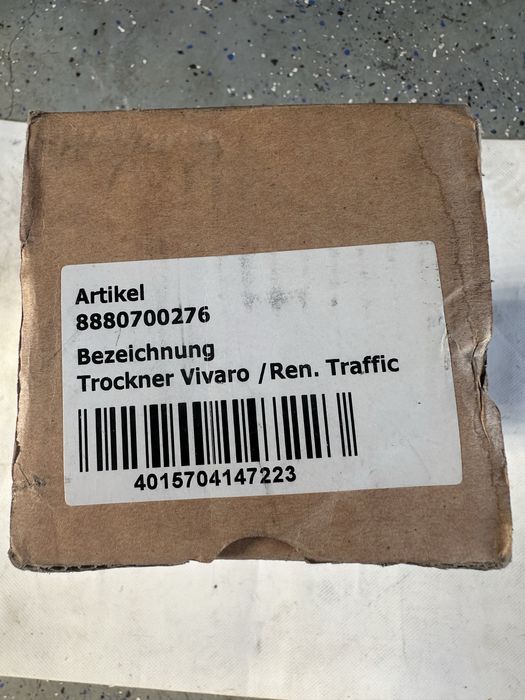 Artikel
8880700276
Bezeichnung
Trockner Vivaro /Ren. Traffic
4015704147223